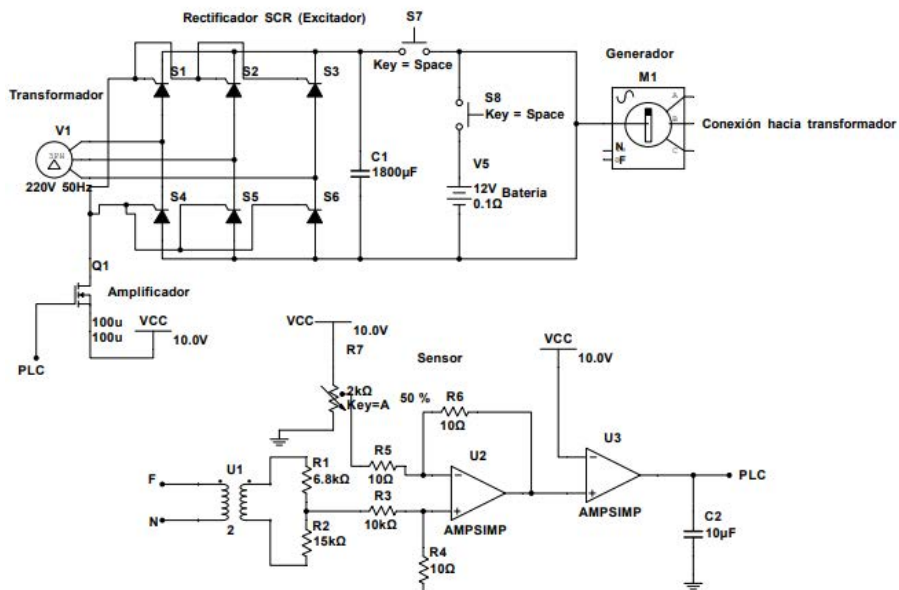 Rectificador SCR (Excitador)
S7
Key = Space
Generador
M1
S1
S2
S3
Transformador
V1
3PH
220V 50Hz
S8
Key = Space
A
B
C
N
F
Conexión hacia transformador
C1
1800µF
V5
12V
0.1Ω
Bateria
S4
S5
S6
Q1
Amplificador
100u
100u
VCC
10.0V
PLC
VCC
10.0V
R7
2kΩ
Key=A
50 %
Sensor
VCC
10.0V
R6
10Ω
U2
U3
R5
10Ω
AMPSIMP
AMPSIMP
PLC
F
N
U1
2
R1
6.8kΩ
R2
15kΩ
R3
10kΩ
R4
10Ω
C2
10µF